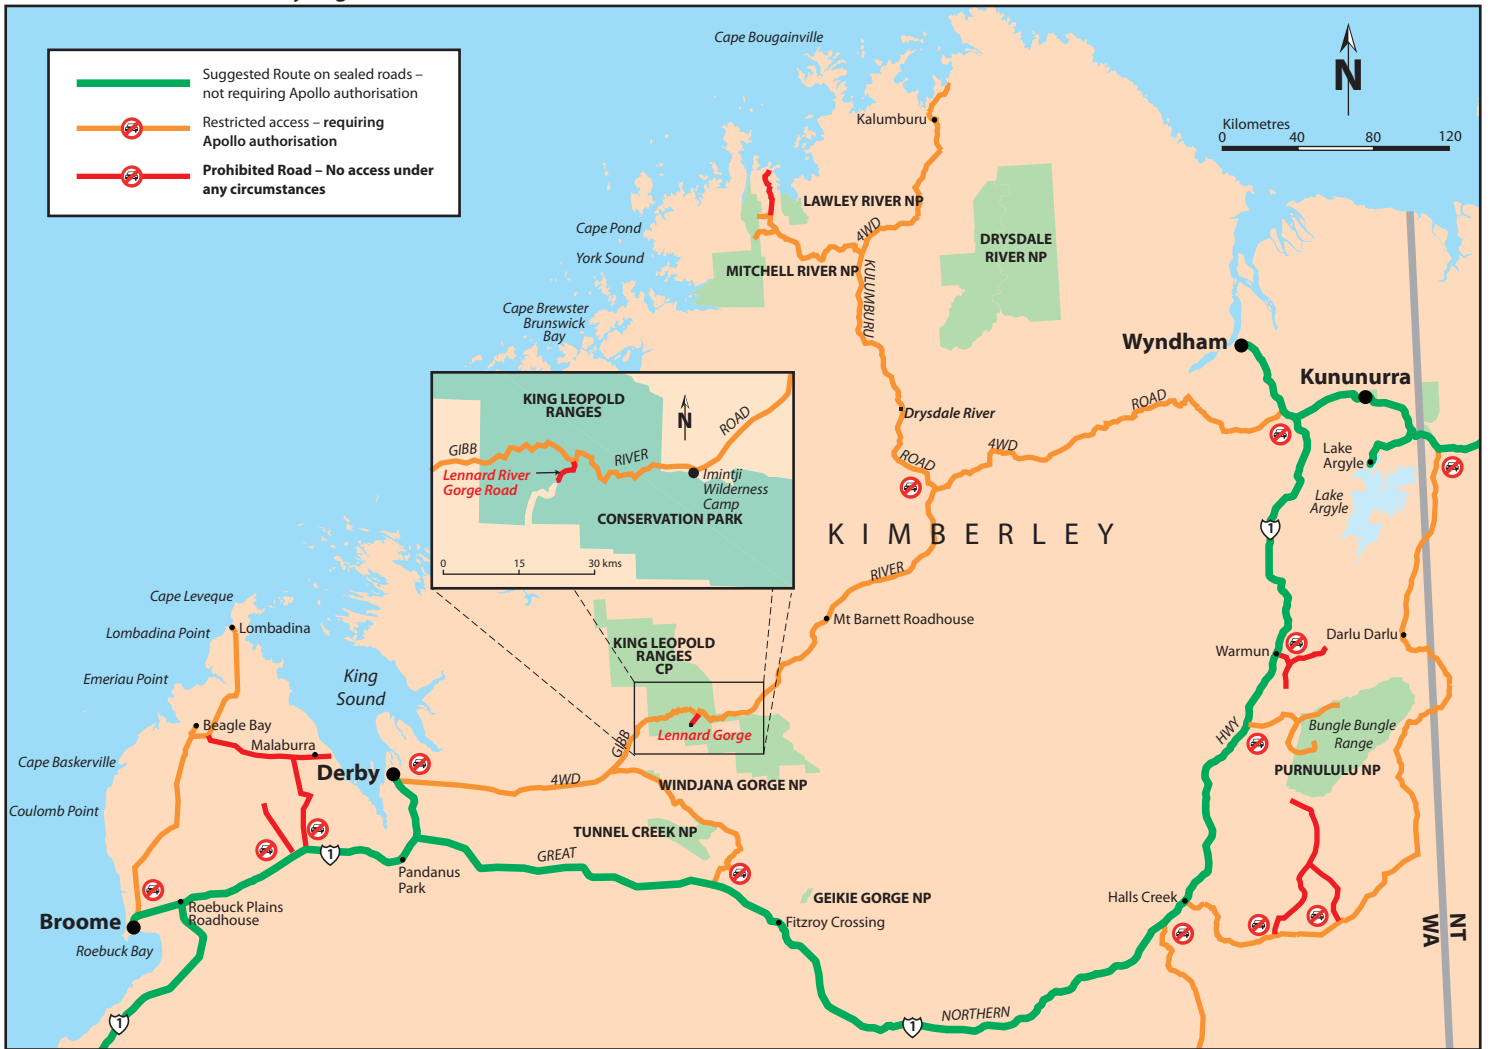 Suggested Route on sealed roads –
not requiring Apollo authorisation
Restricted access – requiring
Apollo authorisation
Prohibited Road – No access under
any circumstances
Cape Bougainville
N
Kilometres
0 40 80 120
Kalumburu
LAWLEY RIVER NP
Cape Pond
York Sound
4WD
DRYSDALE
RIVER NP
MITCHELL RIVER NP
KULUMBURU
Cape Brewster
Brunswick
Bay
Wyndham
Kununurra
KING LEOPOLD
RANGES
N
ROAD
GIBB
RIVER
Lennard River
Gorge Road
Imintji
Wilderness
Camp
CONSERVATION PARK
0 15 30 kms
ROAD
Drysdale River
4WD
ROAD
Lake
Argyle
Lake
Argyle
KIMBERLEY
1
RIVER
Cape Leveque
Lombadina Point
Lombadina
Mt Barnett Roadhouse
Darlu Darlu
KING LEOPOLD
RANGES
CP
Warmun
Emeriau Point
King
Sound
Beagle Bay
Malaburra
Lennard Gorge
GIBB
HWY
Bungle Bungle
Range
Cape Baskerville
Derby
4WD
WINDJANA GORGE NP
PURNULULU NP
Coulomb Point
TUNNEL CREEK NP
1
GREAT
Pandanus
Park
GEIKIE GORGE NP
Halls Creek
Broome
Roebuck Plains
Roadhouse
Fitzroy Crossing
Roebuck Bay
WA
NT
1
1
NORTHERN